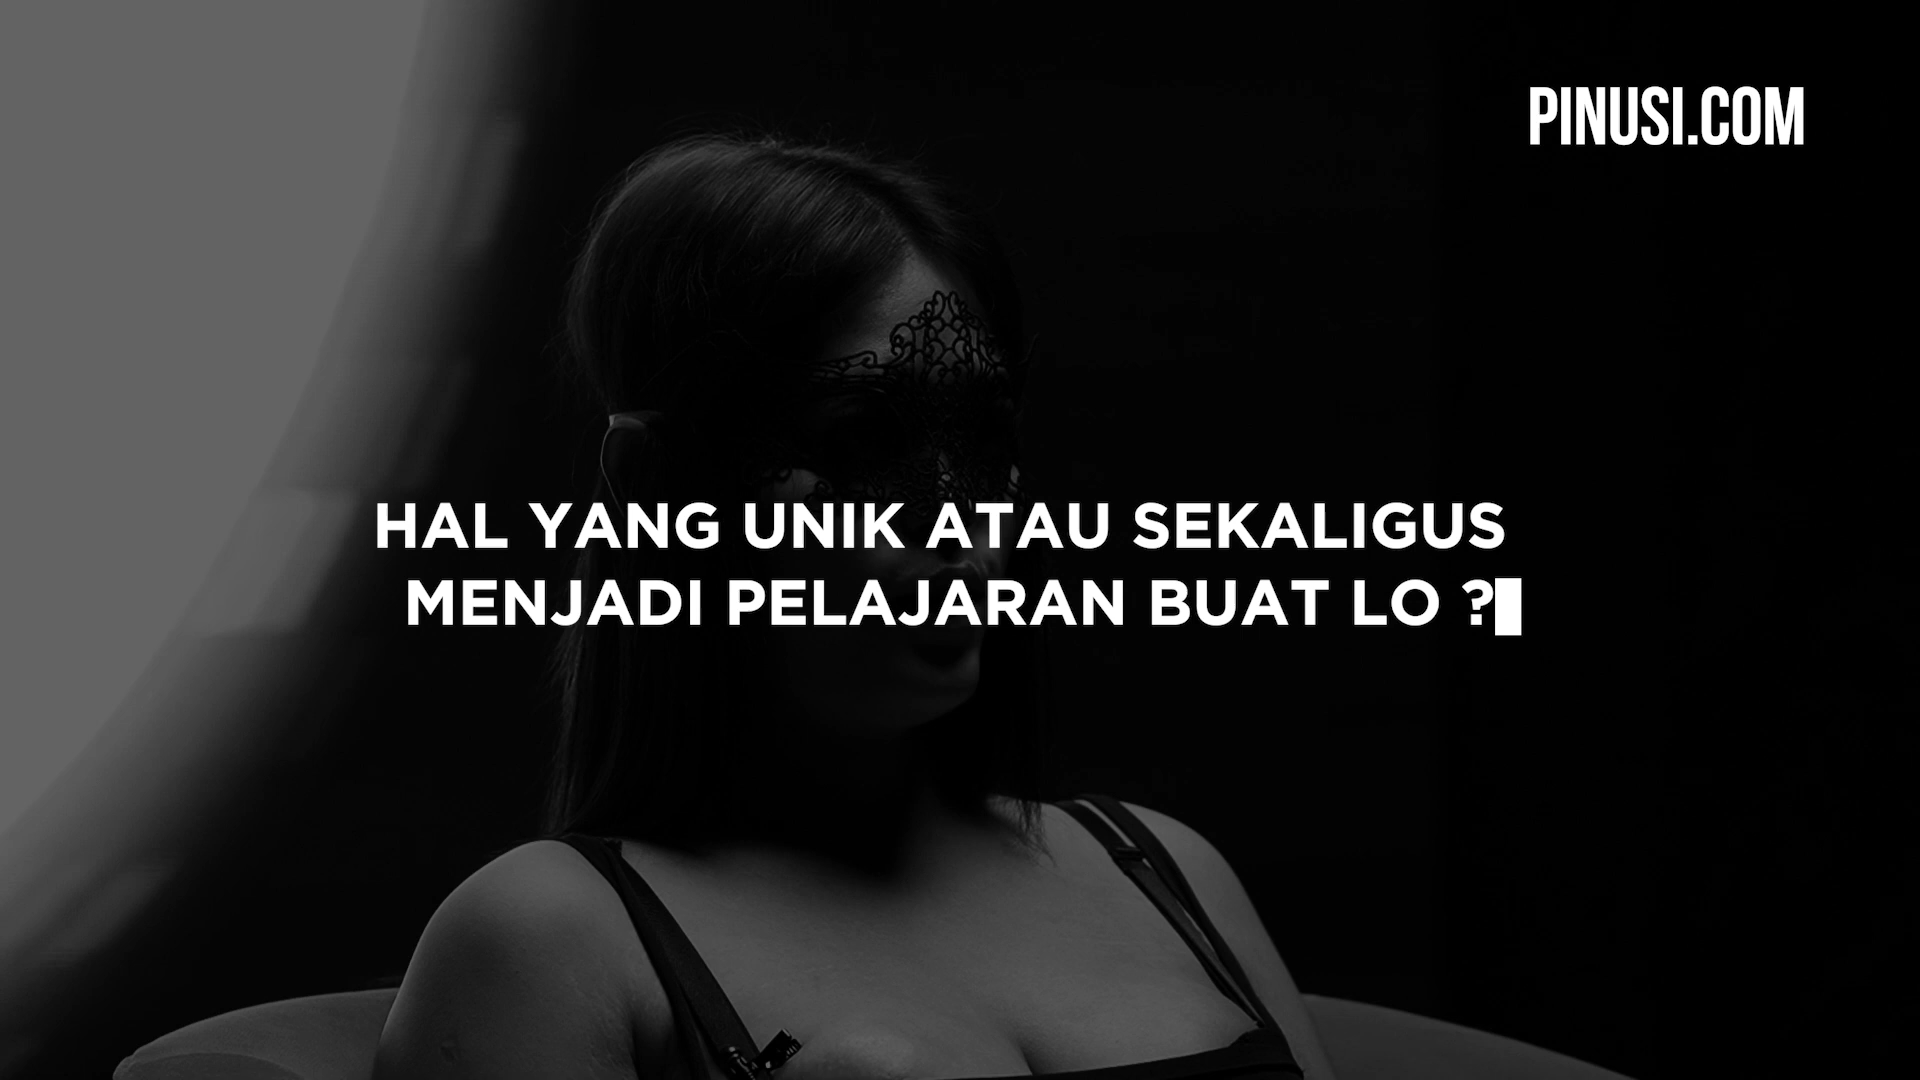 PINUSI.COM
HAL YANG UNIK ATAU SEKALIGUS
MENJADI PELAJARAN BUAT LO ?